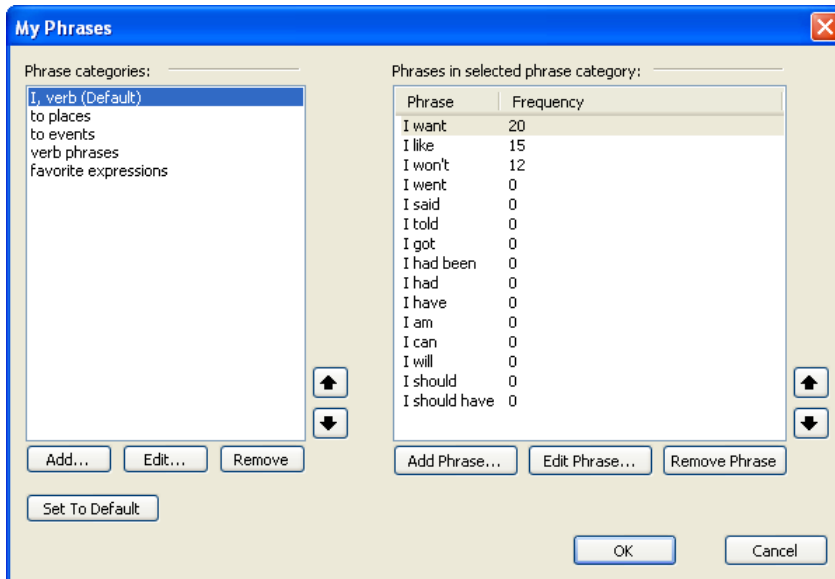 My Phrases
Phrase categories:
I, verb (Default)
to places
to events
verb phrases
favorite expressions
Add...
Edit...
Remove
Set To Default
Phrases in selected phrase category:
Phrase Frequency
I want 20
I like 15
I won't 12
I went 0
I said 0
I told 0
I got 0
I had been 0
I had 0
I have 0
I am 0
I can 0
I will 0
I should 0
I should have 0
Add Phrase...
Edit Phrase...
Remove Phrase
OK
Cancel